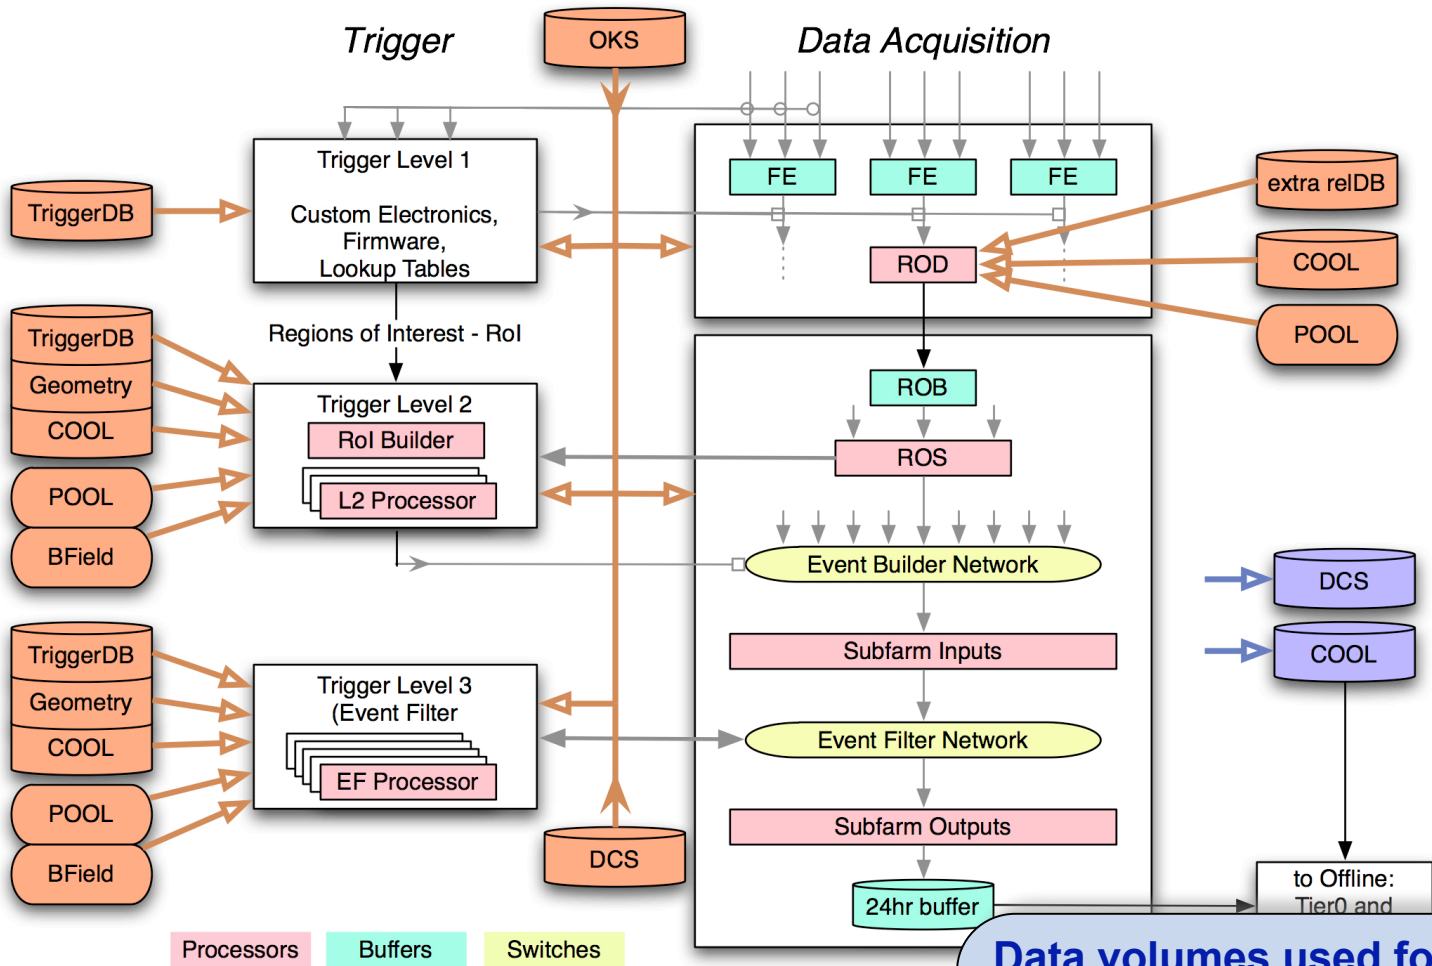 Trigger
OKS
Data Acquisition
Trigger Level 1
Custom Electronics,
Firmware,
Lookup Tables
TriggerDB
FE
FE
FE
ROD
extra relDB
COOL
POOL
Regions of Interest - RoI
TriggerDB
Geometry
COOL
POOL
BField
Trigger Level 2
RoI Builder
L2 Processor
ROB
ROS
Event Builder Network
Subfarm Inputs
Event Filter Network
Subfarm Outputs
24hr buffer
DCS
COOL
TriggerDB
Geometry
COOL
POOL
BField
Trigger Level 3
(Event Filter
EF Processor
DCS
to Offline:
Tier0 and
Processors
Buffers
Switches
Data volumes used fo